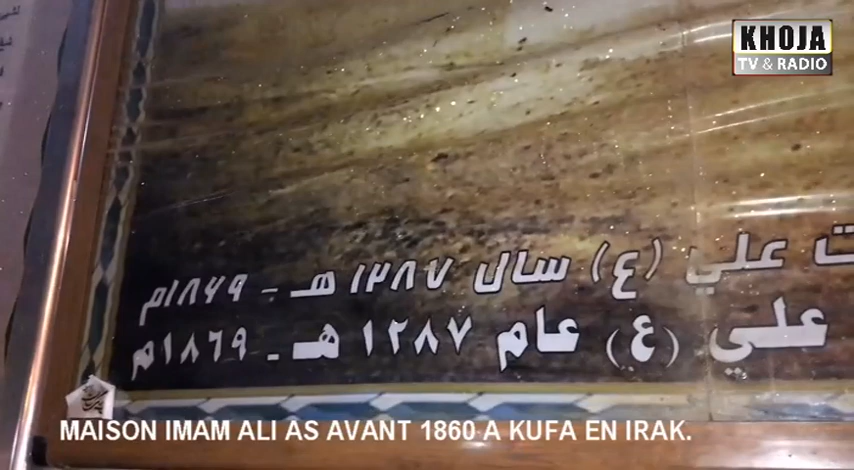 KHOJA
TV & RADIO
علي (ع) سال ١٢٨٧ هـ - ١٨۶٩م
علي (ع) عام ١٢٨٧ هـ - ١٨٦٩م
MAISON IMAM ALI AS AVANT 1860 A KUFA EN IRAK.